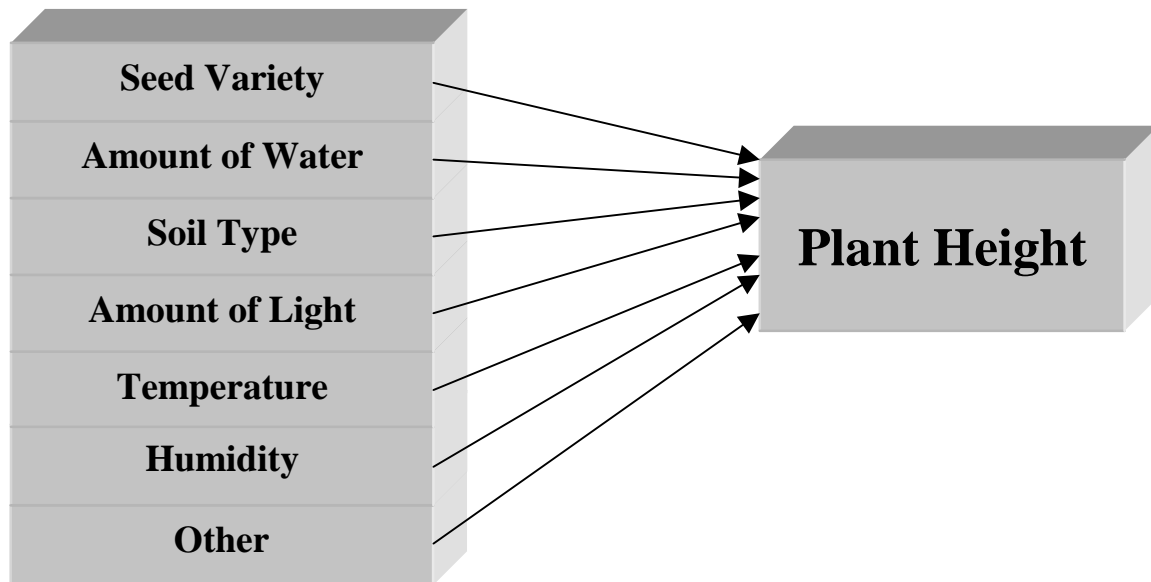 Seed Variety
Amount of Water
Soil Type
Amount of Light
Temperature
Humidity
Other
Plant Height